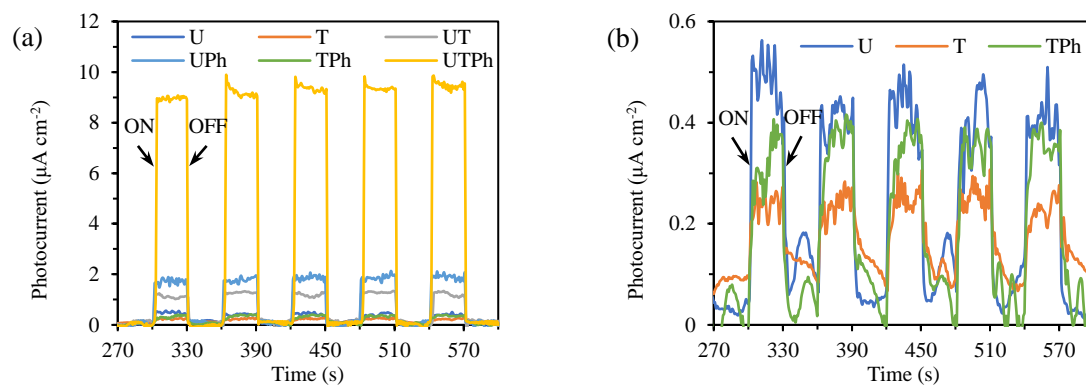 (a)
12
10
8
6
4
2
0
Photocurrent (µA cm⁻²)
U T UT
UPh TPh UTPh
ON OFF
270 330 390 450 510 570
Time (s)
(b)
0.6
0.4
0.2
0
Photocurrent (µA cm⁻²)
U T TPh
ON OFF
270 330 390 450 510 570
Time (s)